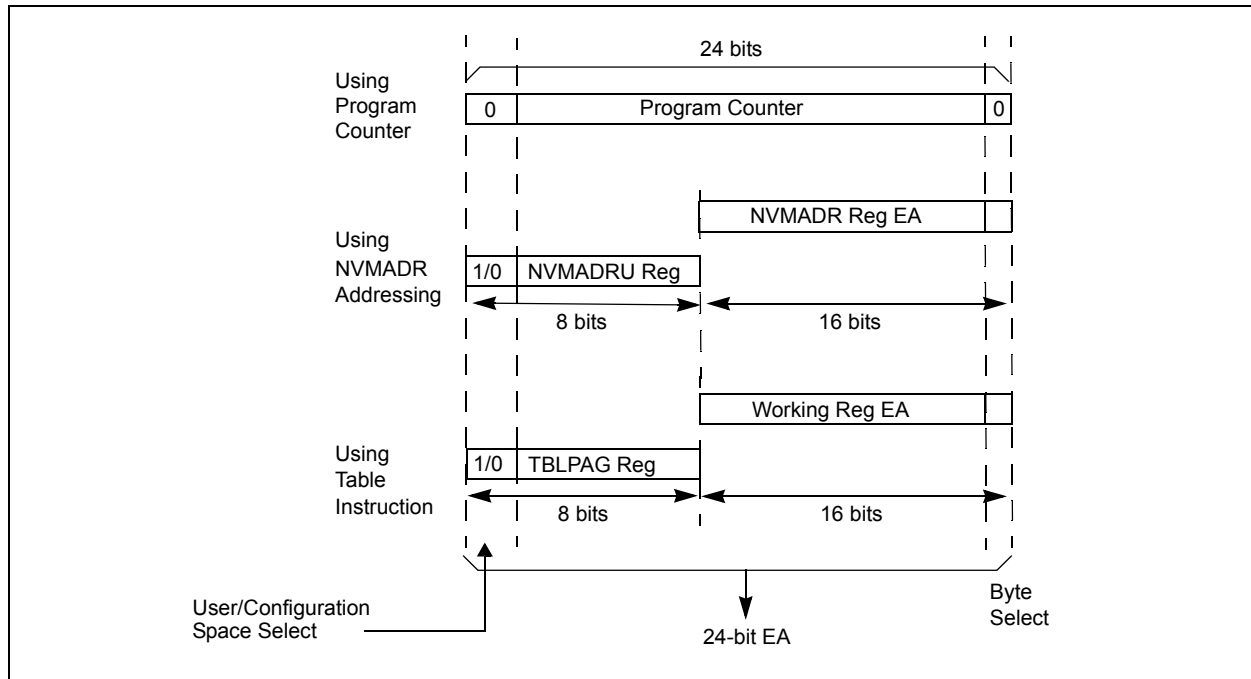 24 bits
Using
Program
Counter
0
Program Counter
0
NVMADR Reg EA
Using
NVMADR
Addressing
1/0
NVMADRU Reg
8 bits
16 bits
Working Reg EA
Using
Table
Instruction
1/0
TBLPAG Reg
8 bits
16 bits
User/Configuration
Space Select
24-bit EA
Byte
Select